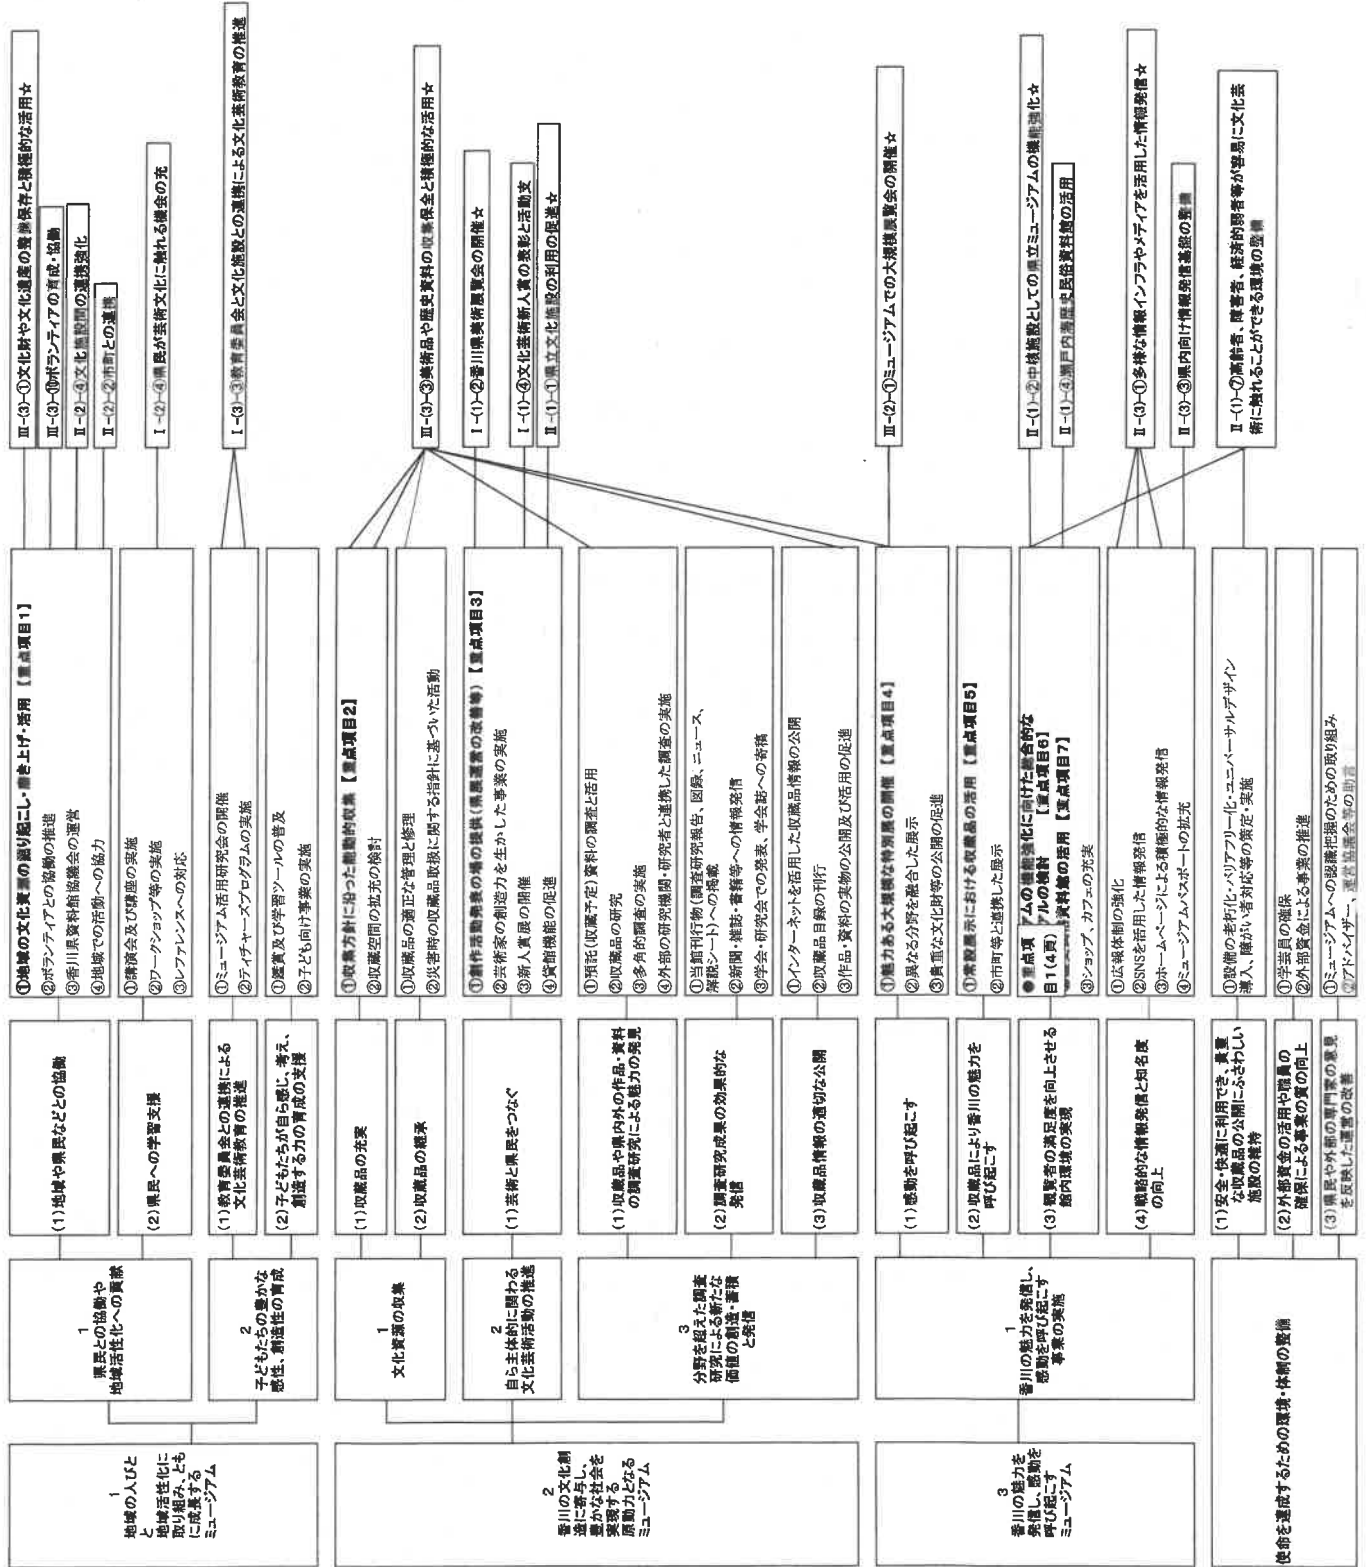 1
地域の人びと
と
地域活性化に
取り組み、とも
に成長する
ミュージアム
1
県民との協働や
地域活性化への貢献
(1)地域や県民などとの協働
①地域の文化資源の掘り起こし・磨き上げ・活用 【重点項目1】
②ボランティアとの協働の推進
③香川県資料館協議会の運営
④地域での活動への協力
Ⅲ-(3)-①文化財や文化遺産の整備保存と積極的な活用☆
Ⅲ-(3)-⑩ボランティアの育成・協働
Ⅱ-(2)-④文化施設間の連携強化
Ⅱ-(2)-②市町との連携
(2)県民への学習支援
①講演会及び講座の実施
②ワークショップ等の実施
③レファレンスへの対応
Ⅰ-(2)-④県民が芸術文化に触れる機会の充
2
子どもたちの豊かな
感性、創造性の育成
(1)教育委員会との連携による
文化芸術教育の推進
①ミュージアム活用研究会の開催
②ティーチャーズプログラムの実施
Ⅰ-(3)-③教育委員会と文化施設との連携による文化芸術教育の推進
(2)子どもたちが自ら感じ、考え、
創造する力の育成の支援
①鑑賞及び学習ツールの普及
②子ども向け事業の実施
2
香川の文化創
造に寄与し、
豊かな社会を
実現する
原動力となる
ミュージアム
1
文化資源の収集
(1)収蔵品の充実
①収集方針に沿った能動的収集 【重点項目2】
②収蔵空間の拡充の検討
(2)収蔵品の継承
①収蔵品の適正な管理と修理
②災害時の収蔵品取扱に関する指針に基づいた活動
Ⅲ-(3)-③美術品や歴史資料の収集保全と積極的な活用☆
2
自ら主体的に関わる
文化芸術活動の推進
(1)芸術と県民をつなぐ
①創作活動発表の場の提供(県展運営の改善等) 【重点項目3】
②芸術家の創造力を生かした事業の実施
③新人賞展の開催
④貸館機能の促進
Ⅰ-(1)-②香川県美術展覧会の開催☆
Ⅰ-(1)-④文化芸術新人賞の表彰と活動支
Ⅱ-(1)-①県立文化施設の利用の促進☆
3
分野を超えた調査
研究による新たな
価値の創造・蓄積
と発信
(1)収蔵品や県内外の作品・資料
の調査研究による魅力の発見
①預託(収蔵予定)資料の調査と活用
②収蔵品の研究
③多角的調査の実施
④外部の研究機関・研究者と連携した調査の実施
(2)調査研究成果の効果的な
発信
①当館刊行物(調査研究報告、図録、ニュース、
解説シート)への掲載
②新聞・雑誌・書籍等への情報発信
③学会・研究会での発表、学会誌への寄稿
(3)収蔵品情報の適切な公開
①インターネットを活用した収蔵品情報の公開
②収蔵品目録の刊行
③作品・資料の実物の公開及び活用の促進
3
香川の魅力を
発信し、感動を
呼び起こす
ミュージアム
1
香川の魅力を発信し、
感動を呼び起こす
事業の実施
(1)感動を呼び起こす
①魅力ある大規模な特別展の開催 【重点項目4】
②異なる分野を融合した展示
③貴重な文化財等の公開の促進
Ⅲ-(2)-①ミュージアムでの大規模展覧会の開催☆
(2)収蔵品により香川の魅力を
呼び起こす
①常設展示における収蔵品の活用 【重点項目5】
②市町等と連携した展示
(3)観覧者の満足度を向上させる
館内環境の実現
●重点項
目1(4頁)
アムの機能強化に向けた総合的な
アルの検討 【重点項目6】
資料館の活用 【重点項目7】
③ショップ、カフェの充実
Ⅱ-(1)-②中核施設としての県立ミュージアムの機能強化☆
Ⅱ-(1)-④瀬戸内海歴史民俗資料館の活用
(4)戦略的な情報発信と知名度
の向上
①広報体制の強化
②SNSを活用した情報発信
③ホームページによる積極的な情報発信
④ミュージアムパスポートの拡充
Ⅱ-(3)-①多様な情報インフラやメディアを活用した情報発信☆
Ⅱ-(3)-③県内向け情報発信基盤の整備
使命を達成するための環境・体制の整備
(1)安全・快適に利用でき、貴重
な収蔵品の公開にふさわしい
施設の維持
①設備の老朽化・バリアフリー化・ユニバーサルデザイン
導入、障がい者対応等の策定・実施
Ⅱ-(1)-⑦高齢者、障害者、経済的弱者等が容易に文化芸
術に触れることができる環境の整備
(2)外部資金の活用や職員の
確保による事業の質の向上
①学芸員の確保
②外部資金による事業の推進
(3)県民や外部の専門家の意見
を反映した運営の改善
①ミュージアムへの認識把握のための取り組み
②アドバイザー、運営協議会等の助言